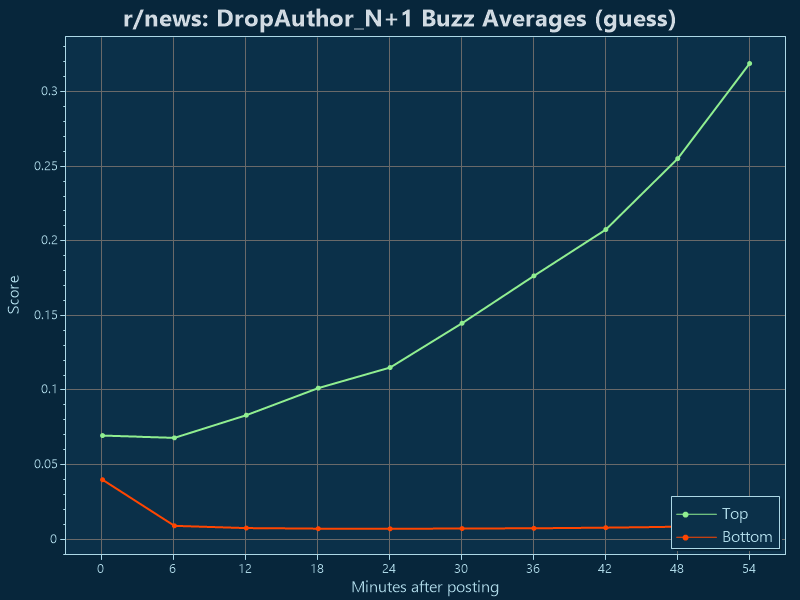 r/news: DropAuthor_N+1 Buzz Averages (guess)
Score
0.3
0.25
0.2
0.15
0.1
0.05
0
Top
Bottom
0 6 12 18 24 30 36 42 48 54
Minutes after posting